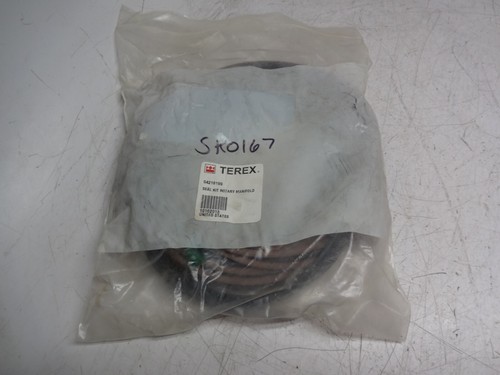 SK0167
TEREX
SEAL KIT ROTARY MANIFOLD
UNITED STATES